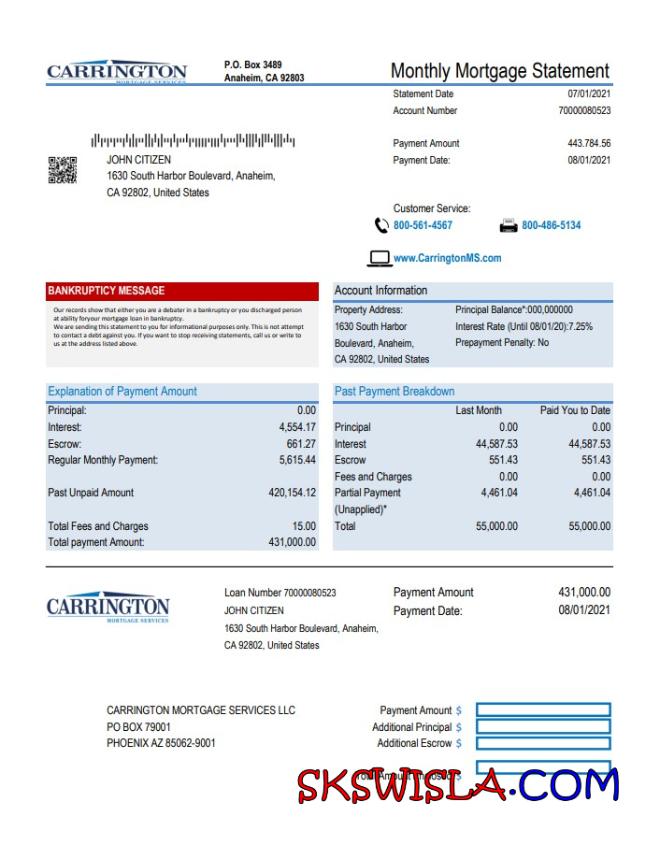 CARRINGTON
MORTGAGE SERVICES
P.O. Box 3489
Anaheim, CA 92803
Monthly Mortgage Statement
Statement Date 07/01/2021
Account Number 70000080523
Payment Amount 443.784.56
Payment Date: 08/01/2021
JOHN CITIZEN
1630 South Harbor Boulevard, Anaheim,
CA 92802, United States
Customer Service:
800-561-4567 800-486-5134
www.CarringtonMS.com
BANKRUPTICY MESSAGE
Our records show that either you are a debater in a bankruptcy or you discharged person
at ability foryour mortgage loan in bankruptcy.
We are sending this statement to you for informational purposes only. This is not attempt
to contact a debt against you. If you want to stop receiving statements, call us or write to
us at the address listed above.
Account Information
Property Address:
1630 South Harbor
Boulevard, Anaheim,
CA 92802, United States
Principal Balance*:000,000000
Interest Rate (Until 08/01/20):7.25%
Prepayment Penalty: No
Explanation of Payment Amount
Principal: 0.00
Interest: 4,554.17
Escrow: 661.27
Regular Monthly Payment: 5,615.44
Past Unpaid Amount 420,154.12
Total Fees and Charges 15.00
Total payment Amount: 431,000.00
Past Payment Breakdown
Last Month Paid You to Date
Principal 0.00 0.00
Interest 44,587.53 44,587.53
Escrow 551.43 551.43
Fees and Charges 0.00 0.00
Partial Payment 4,461.04 4,461.04
(Unapplied)*
Total 55,000.00 55,000.00
CARRINGTON
MORTGAGE SERVICES
Loan Number 70000080523
JOHN CITIZEN
1630 South Harbor Boulevard, Anaheim,
CA 92802, United States
Payment Amount 431,000.00
Payment Date: 08/01/2021
CARRINGTON MORTGAGE SERVICES LLC
PO BOX 79001
PHOENIX AZ 85062-9001
Payment Amount $
Additional Principal $
Additional Escrow $
Total Amount $
SKSWISLA.COM